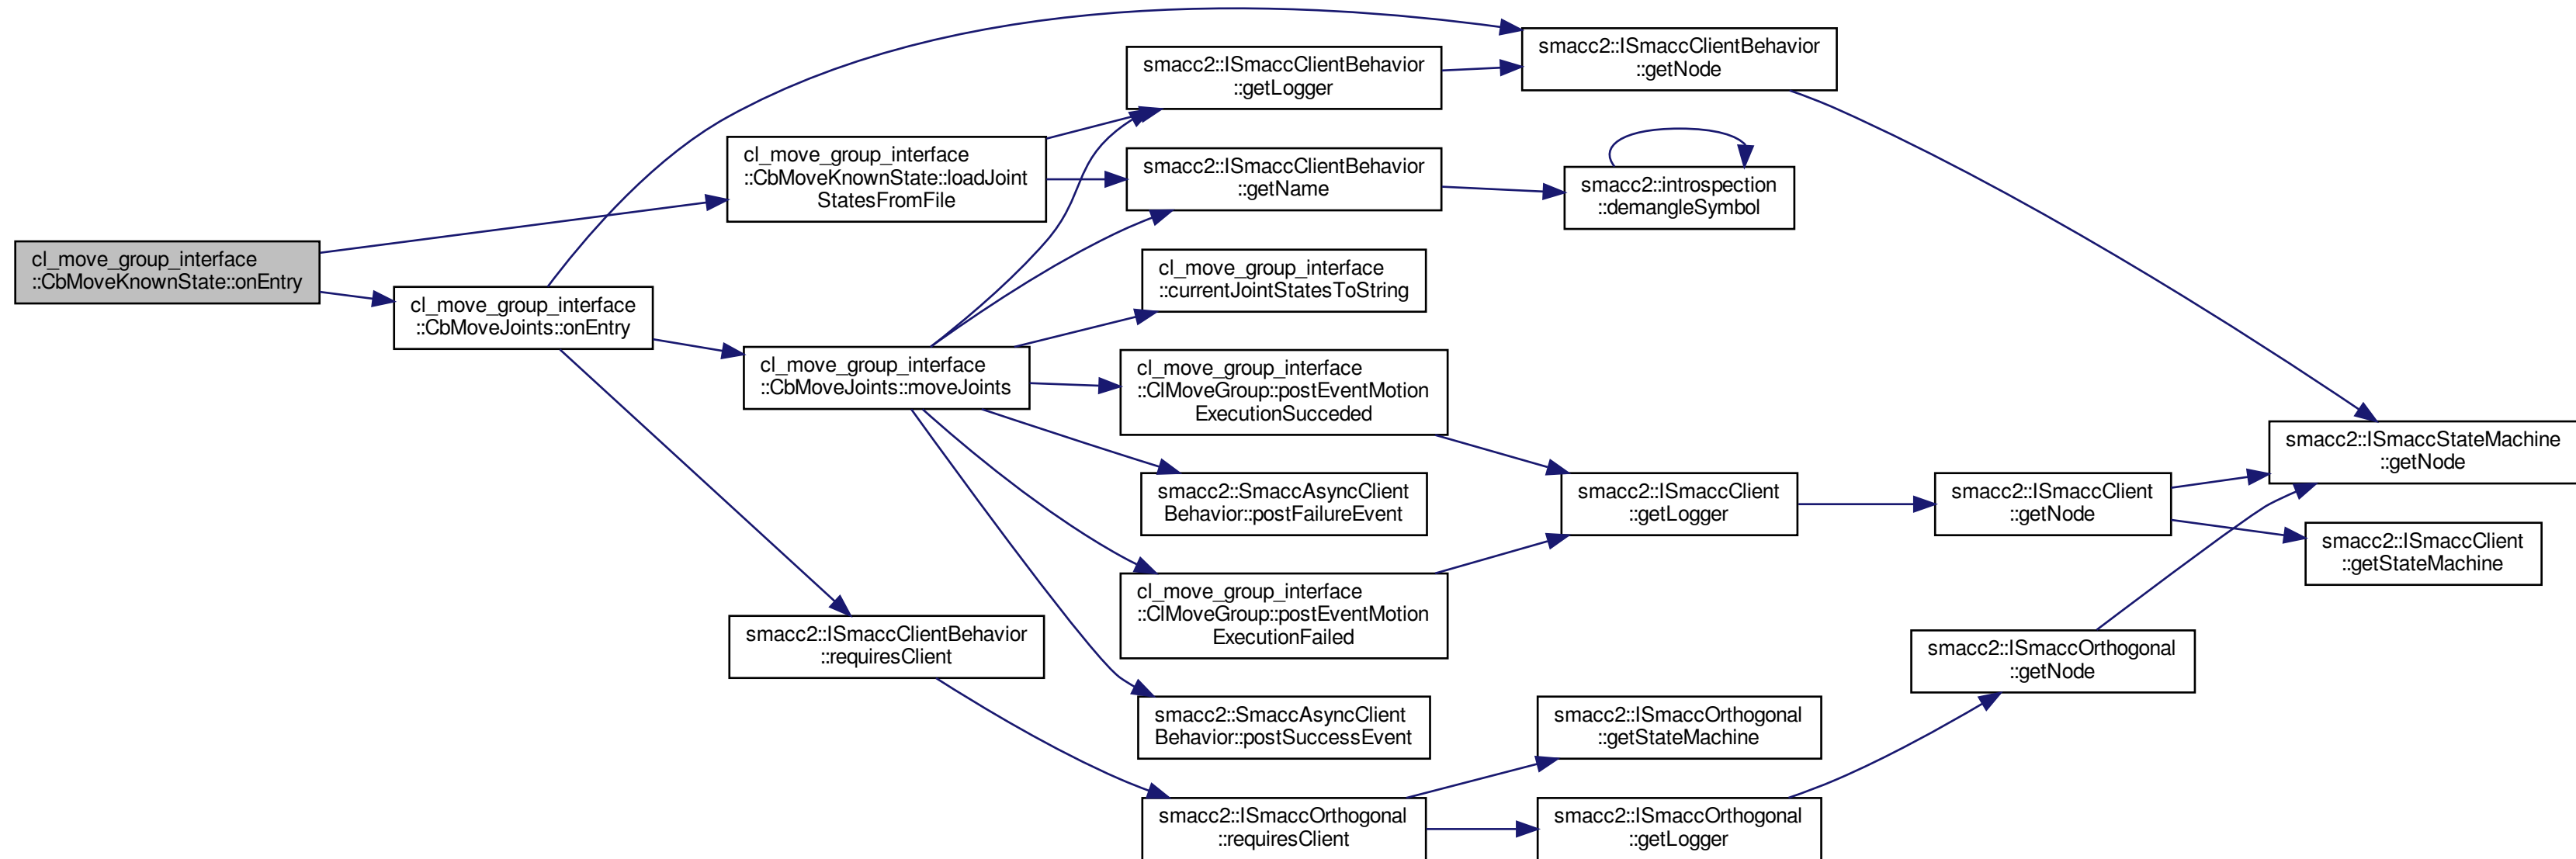 cl_move_group_interface
::CbMoveKnownState::onEntry
cl_move_group_interface
::CbMoveKnownState::loadJoint
StatesFromFile
cl_move_group_interface
::CbMoveJoints::onEntry
cl_move_group_interface
::CbMoveJoints::moveJoints
smacc2::ISmaccClientBehavior
::requiresClient
smacc2::ISmaccClientBehavior
::getLogger
smacc2::ISmaccClientBehavior
::getName
cl_move_group_interface
::currentJointStatesToString
cl_move_group_interface
::ClMoveGroup::postEventMotion
ExecutionSucceded
smacc2::SmaccAsyncClient
Behavior::postFailureEvent
cl_move_group_interface
::ClMoveGroup::postEventMotion
ExecutionFailed
smacc2::SmaccAsyncClient
Behavior::postSuccessEvent
smacc2::ISmaccOrthogonal
::requiresClient
smacc2::ISmaccClientBehavior
::getNode
smacc2::introspection
::demangleSymbol
smacc2::ISmaccClient
::getLogger
smacc2::ISmaccOrthogonal
::getStateMachine
smacc2::ISmaccOrthogonal
::getLogger
smacc2::ISmaccClient
::getNode
smacc2::ISmaccOrthogonal
::getNode
smacc2::ISmaccStateMachine
::getNode
smacc2::ISmaccClient
::getStateMachine